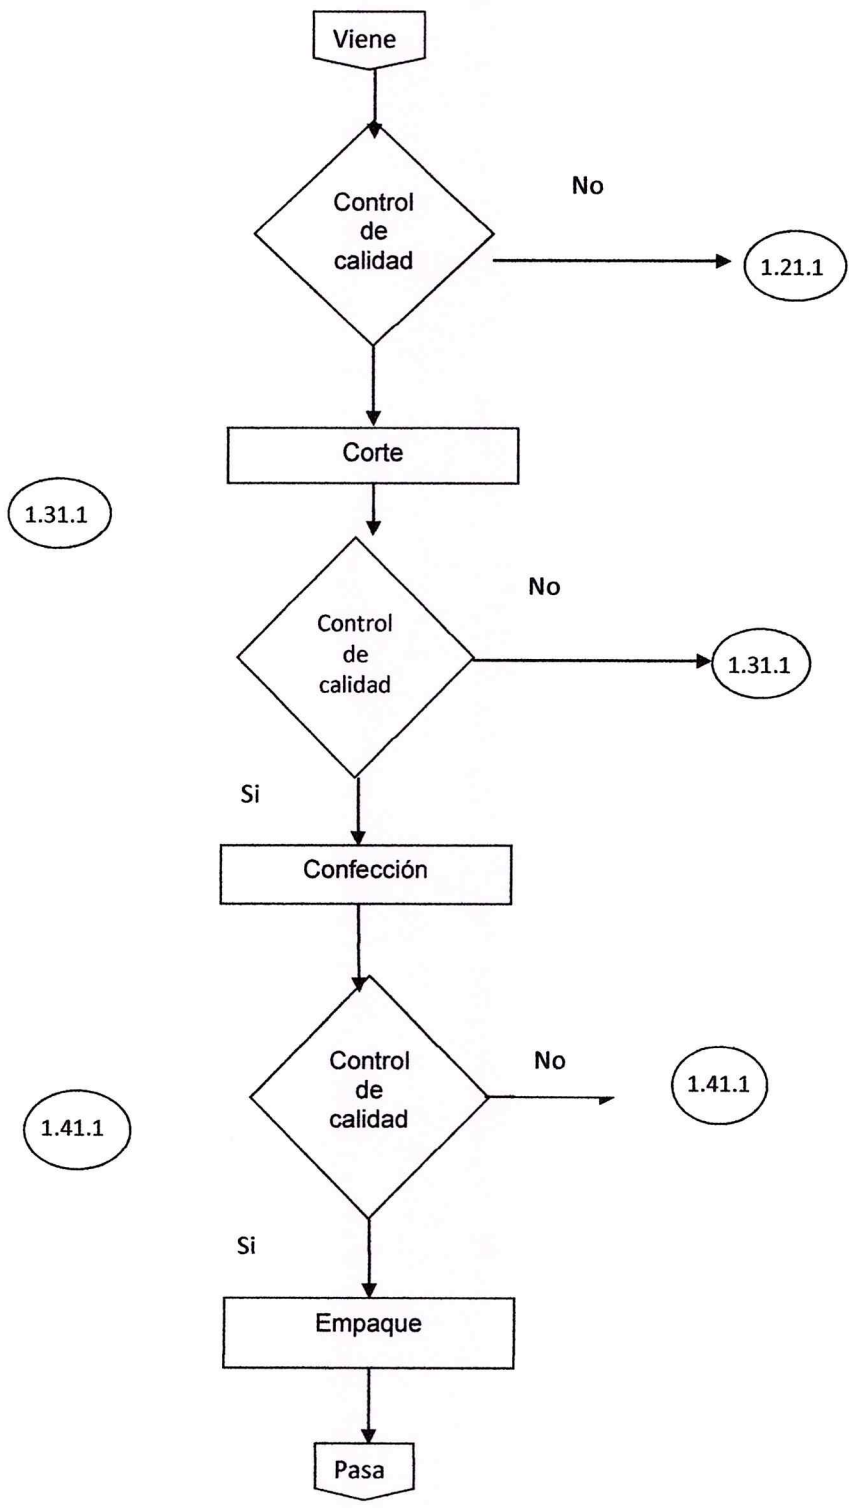 Viene
Control
de
calidad
No
1.21.1
Corte
1.31.1
Control
de
calidad
No
1.31.1
Si
Confección
Control
de
calidad
No
1.41.1
1.41.1
Si
Empaque
Pasa